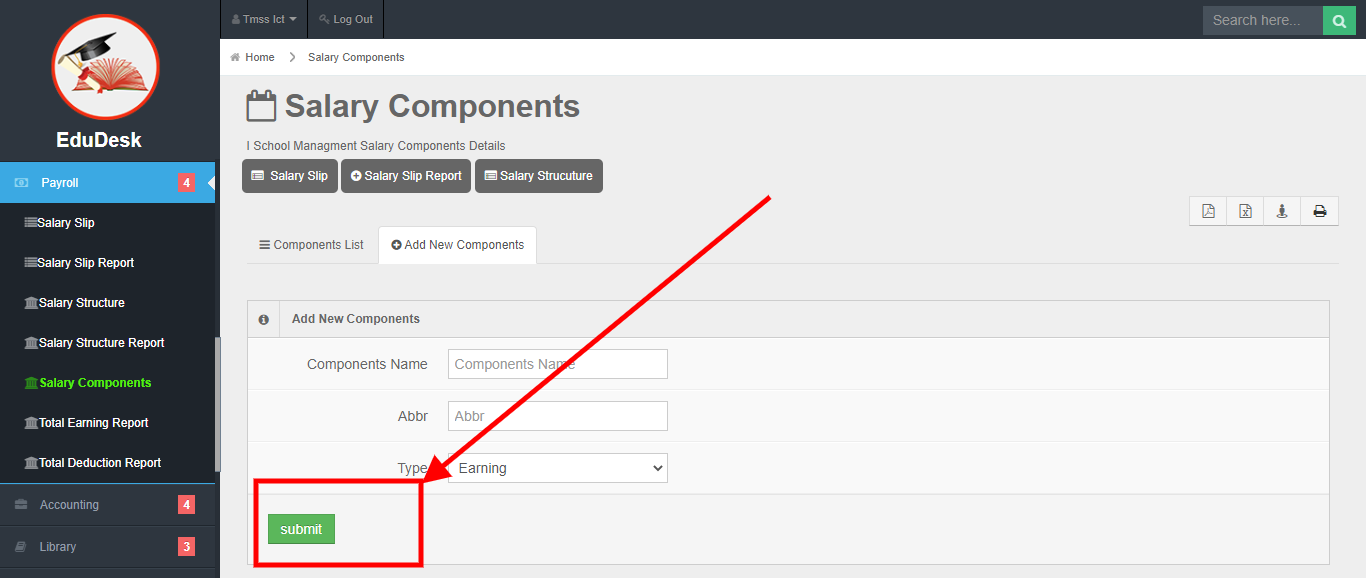 Tmss Ict
Log Out
Search here...
EduDesk
Home
Salary Components
Salary Components
I School Managment Salary Components Details
Salary Slip
Salary Slip Report
Salary Strucuture
Payroll 4
Salary Slip
Salary Slip Report
Salary Structure
Salary Structure Report
Salary Components
Total Earning Report
Total Deduction Report
Accounting 4
Library 3
Components List
Add New Components
Add New Components
Components Name
Components Name
Abbr
Abbr
Type
Earning
submit